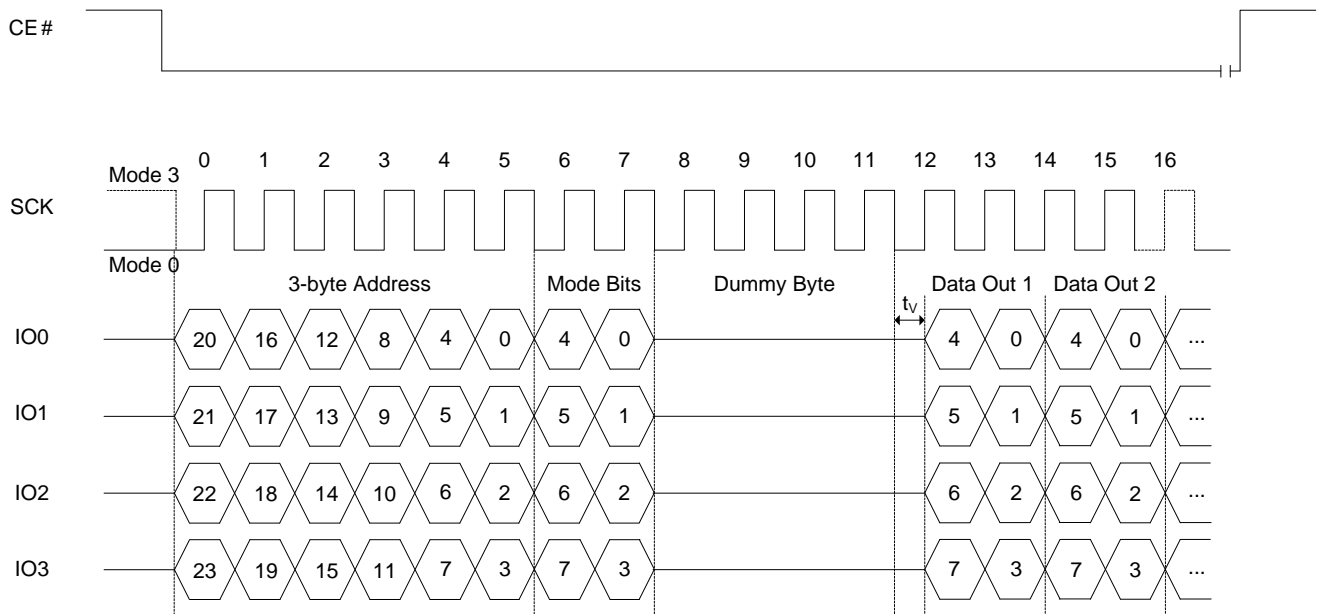 CE #
0 1 2 3 4 5 6 7 8 9 10 11 12 13 14 15 16
Mode 3
SCK
Mode 0
3-byte Address Mode Bits Dummy Byte Data Out 1 Data Out 2
tV
IO0 20 16 12 8 4 0 4 0 4 0 4 0 ...
IO1 21 17 13 9 5 1 5 1 5 1 5 1 ...
IO2 22 18 14 10 6 2 6 2 6 2 6 2 ...
IO3 23 19 15 11 7 3 7 3 7 3 7 3 ...